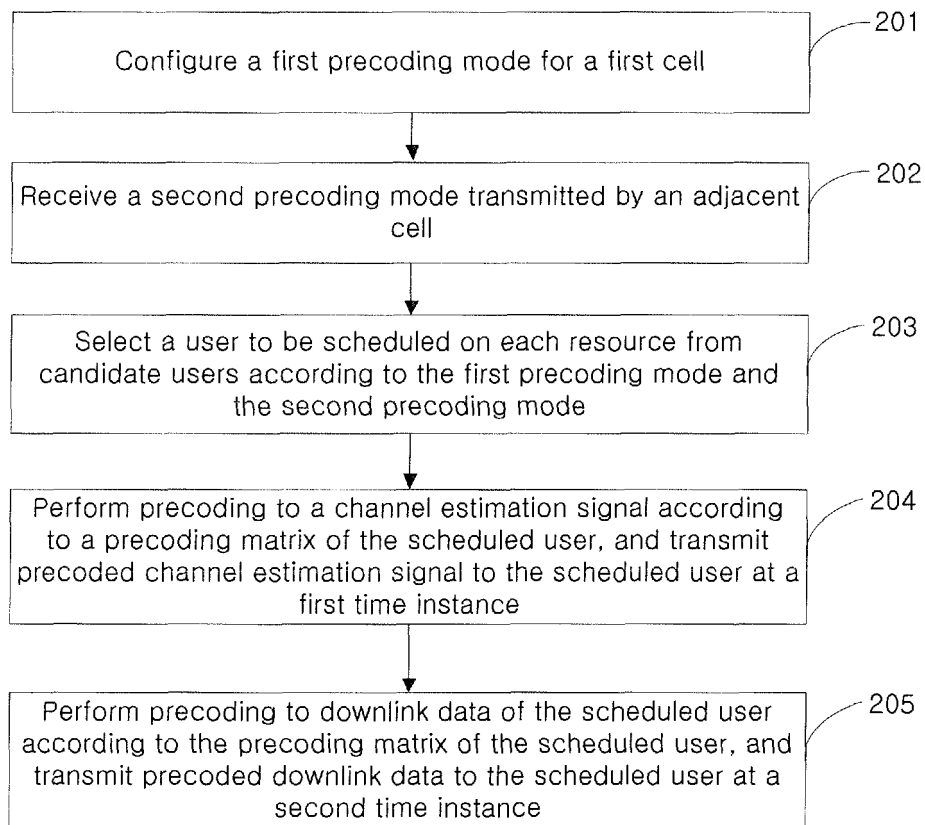 201
Configure a first precoding mode for a first cell
202
Receive a second precoding mode transmitted by an adjacent
cell
203
Select a user to be scheduled on each resource from
candidate users according to the first precoding mode and
the second precoding mode
204
Perform precoding to a channel estimation signal according
to a precoding matrix of the scheduled user, and transmit
precoded channel estimation signal to the scheduled user at a
first time instance
205
Perform precoding to downlink data of the scheduled user
according to the precoding matrix of the scheduled user, and
transmit precoded downlink data to the scheduled user at a
second time instance